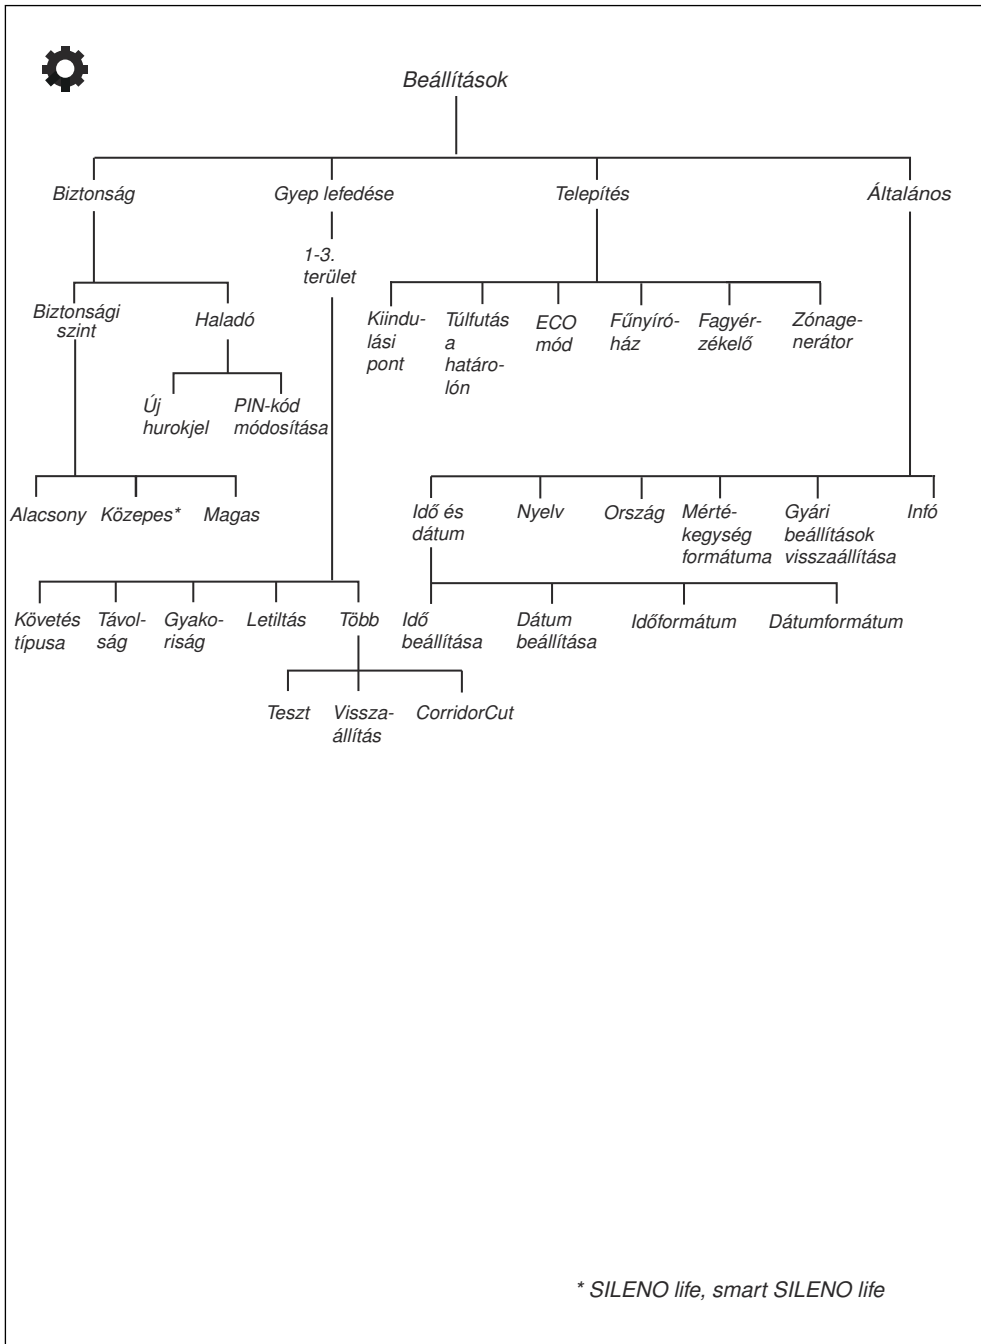 Beállítások
Biztonság
Gyep lefedése
Telepítés
Általános
1-3.
terület
Biztonsági
szint
Haladó
Kiindu-
lási
pont
Túlfutás
a
határo-
lón
ECO
mód
Fűnyíró-
ház
Fagyér-
zékelő
Zónage-
nerátor
Új
hurokjel
PIN-kód
módosítása
Alacsony
Közepes*
Magas
Idő és
dátum
Nyelv
Ország
Mérté-
kegység
formátuma
Gyári
beállítások
visszaállítása
Infó
Követés
típusa
Távol-
ság
Gyako-
riság
Letiltás
Több
Idő
beállítása
Dátum
beállítása
Időformátum
Dátumformátum
Teszt
Vissza-
állítás
CorridorCut
* SILENO life, smart SILENO life